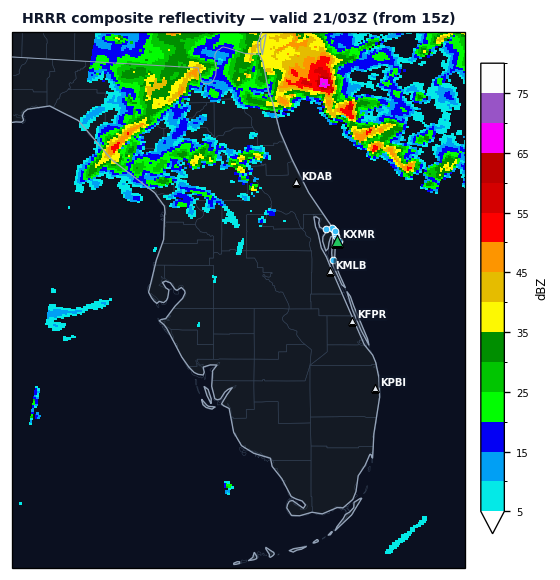 HRRR composite reflectivity — valid 21/03Z (from 15z)
KDAB
KXMR
KMLB
KFPR
KPBI
75
65
55
45
35
25
15
5
dBZ